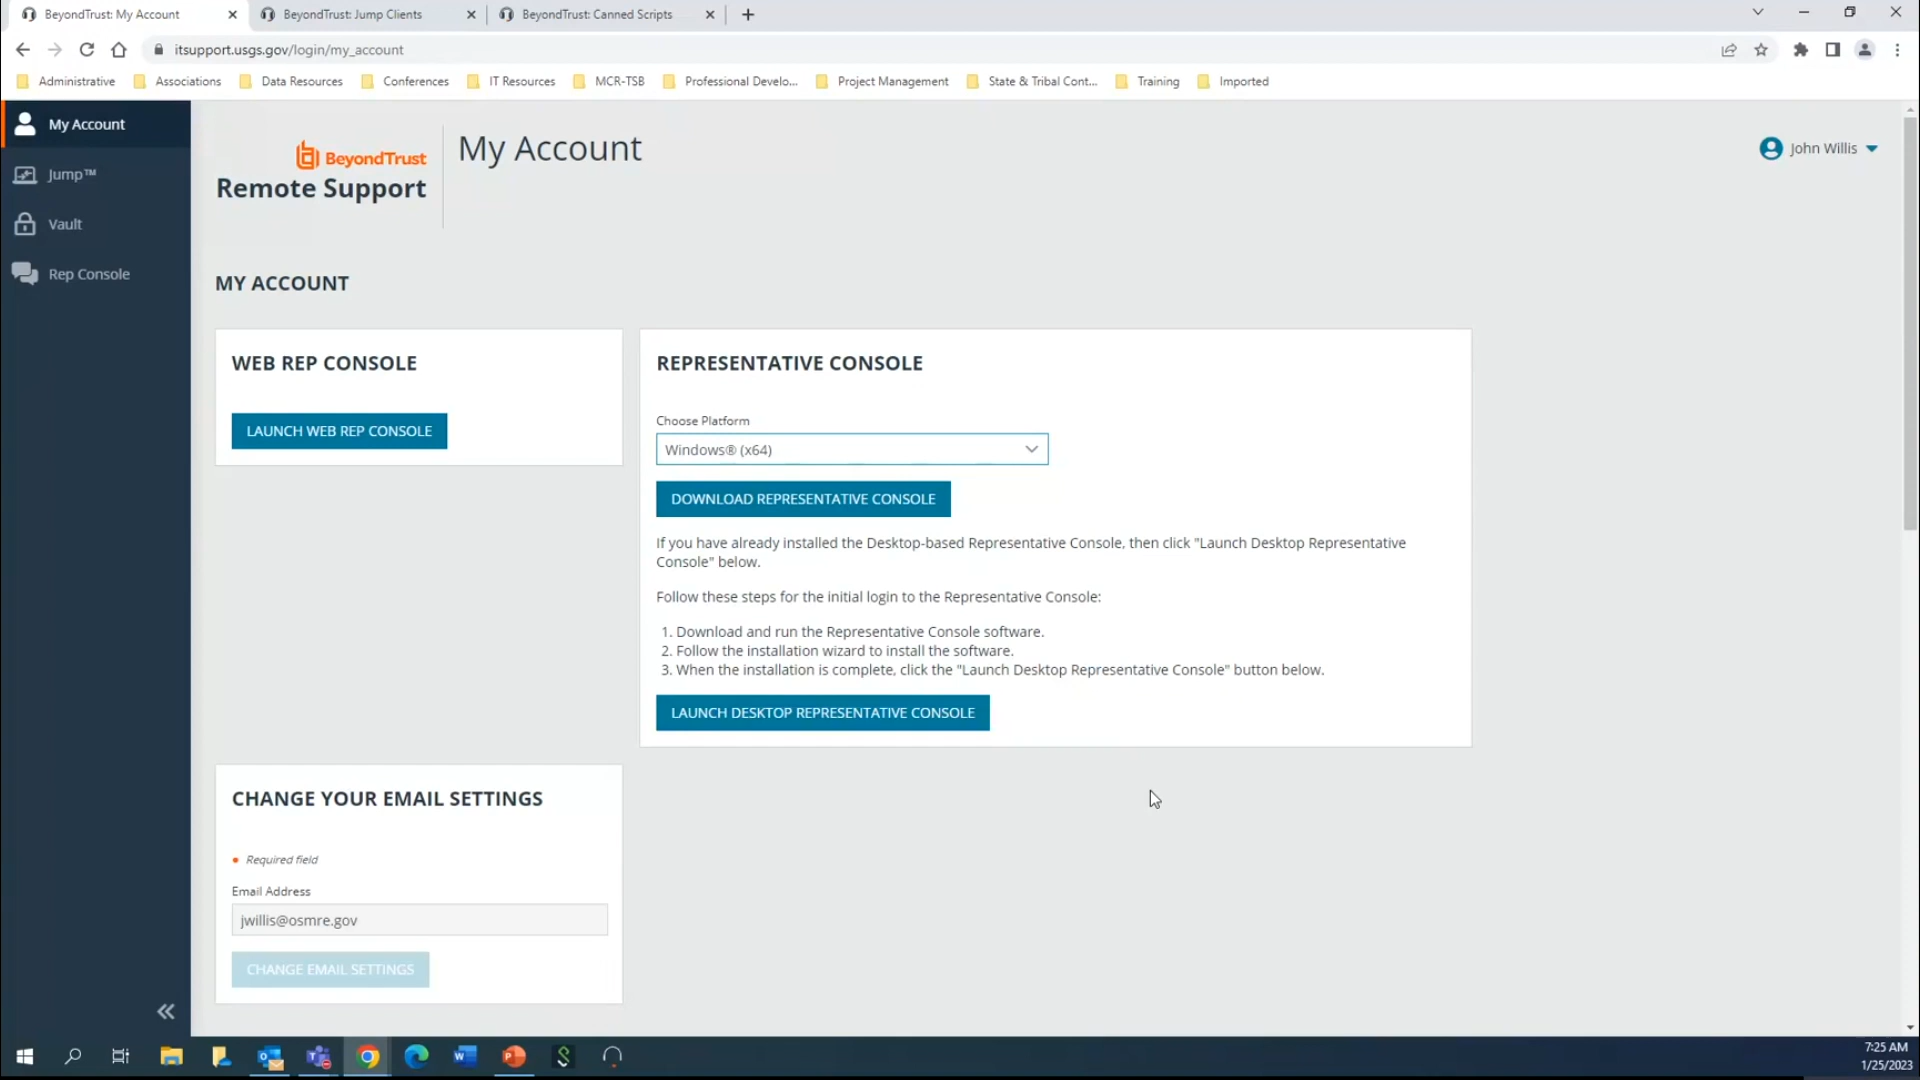 BeyondTrust: My Account
BeyondTrust: Jump Clients
BeyondTrust: Canned Scripts
itsupport.usgs.gov/login/my_account
Administrative
Associations
Data Resources
Conferences
IT Resources
MCR-TSB
Professional Develo...
Project Management
State & Tribal Cont...
Training
Imported
My Account
Jump™
Vault
Rep Console
BeyondTrust
Remote Support
My Account
John Willis
MY ACCOUNT
WEB REP CONSOLE
LAUNCH WEB REP CONSOLE
REPRESENTATIVE CONSOLE
Choose Platform
Windows® (x64)
DOWNLOAD REPRESENTATIVE CONSOLE
If you have already installed the Desktop-based Representative Console, then click "Launch Desktop Representative
Console" below.
Follow these steps for the initial login to the Representative Console:
1. Download and run the Representative Console software.
2. Follow the installation wizard to install the software.
3. When the installation is complete, click the "Launch Desktop Representative Console" button below.
LAUNCH DESKTOP REPRESENTATIVE CONSOLE
CHANGE YOUR EMAIL SETTINGS
• Required field
Email Address
jwillis@osmre.gov
CHANGE EMAIL SETTINGS
7:25 AM
1/25/2023